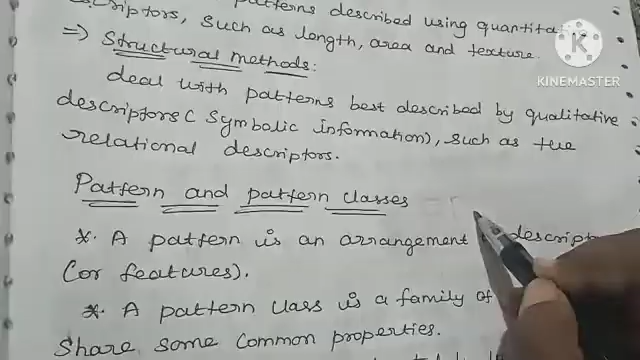 patterns described using quantitative
descriptors, such as length, area and texture.
=> Structural methods:
deal with patterns best described by qualitative
descriptors ( Symbolic information), such as the
relational descriptors.
Pattern and pattern classes
*. A pattern is an arrangement
(or features).
*. A pattern class is a family of
Share some common properties.
KINEMASTER